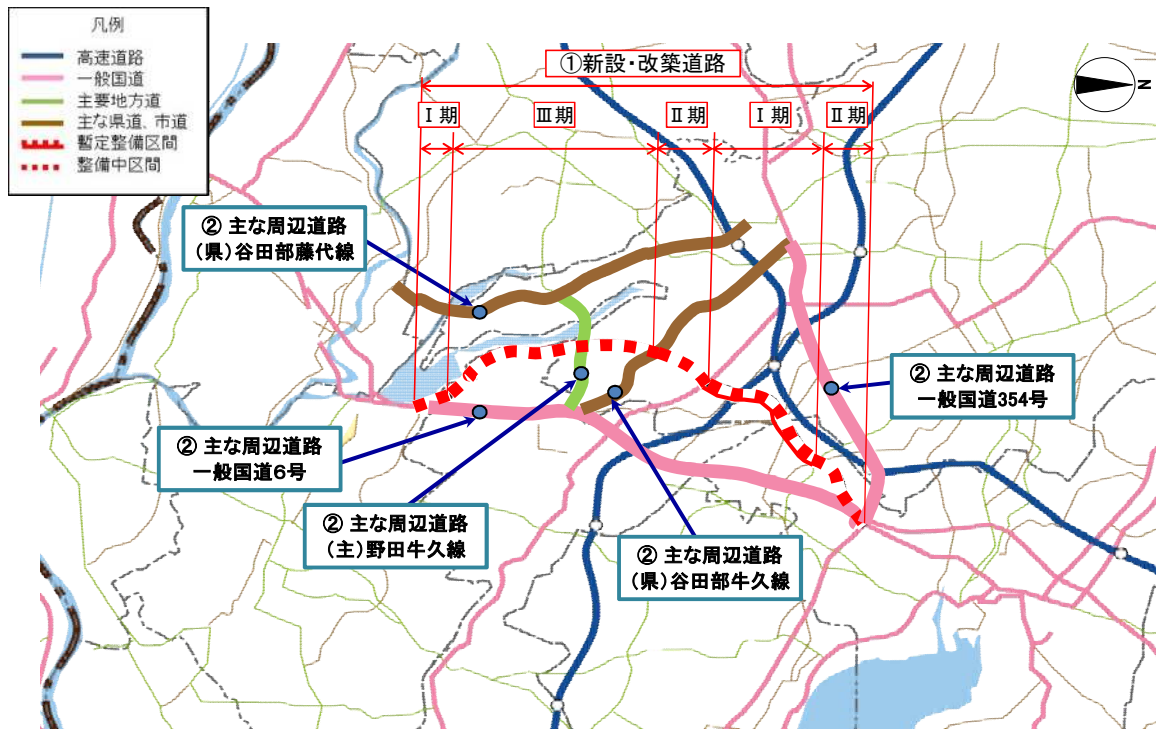 凡例
高速道路
一般国道
主要地方道
主な県道、市道
暫定整備区間
整備中区間
①新設・改築道路
N
Ⅰ期
Ⅲ期
Ⅱ期
Ⅰ期
Ⅱ期
② 主な周辺道路
(県)谷田部藤代線
② 主な周辺道路
一般国道354号
② 主な周辺道路
一般国道6号
② 主な周辺道路
(主)野田牛久線
② 主な周辺道路
(県)谷田部牛久線